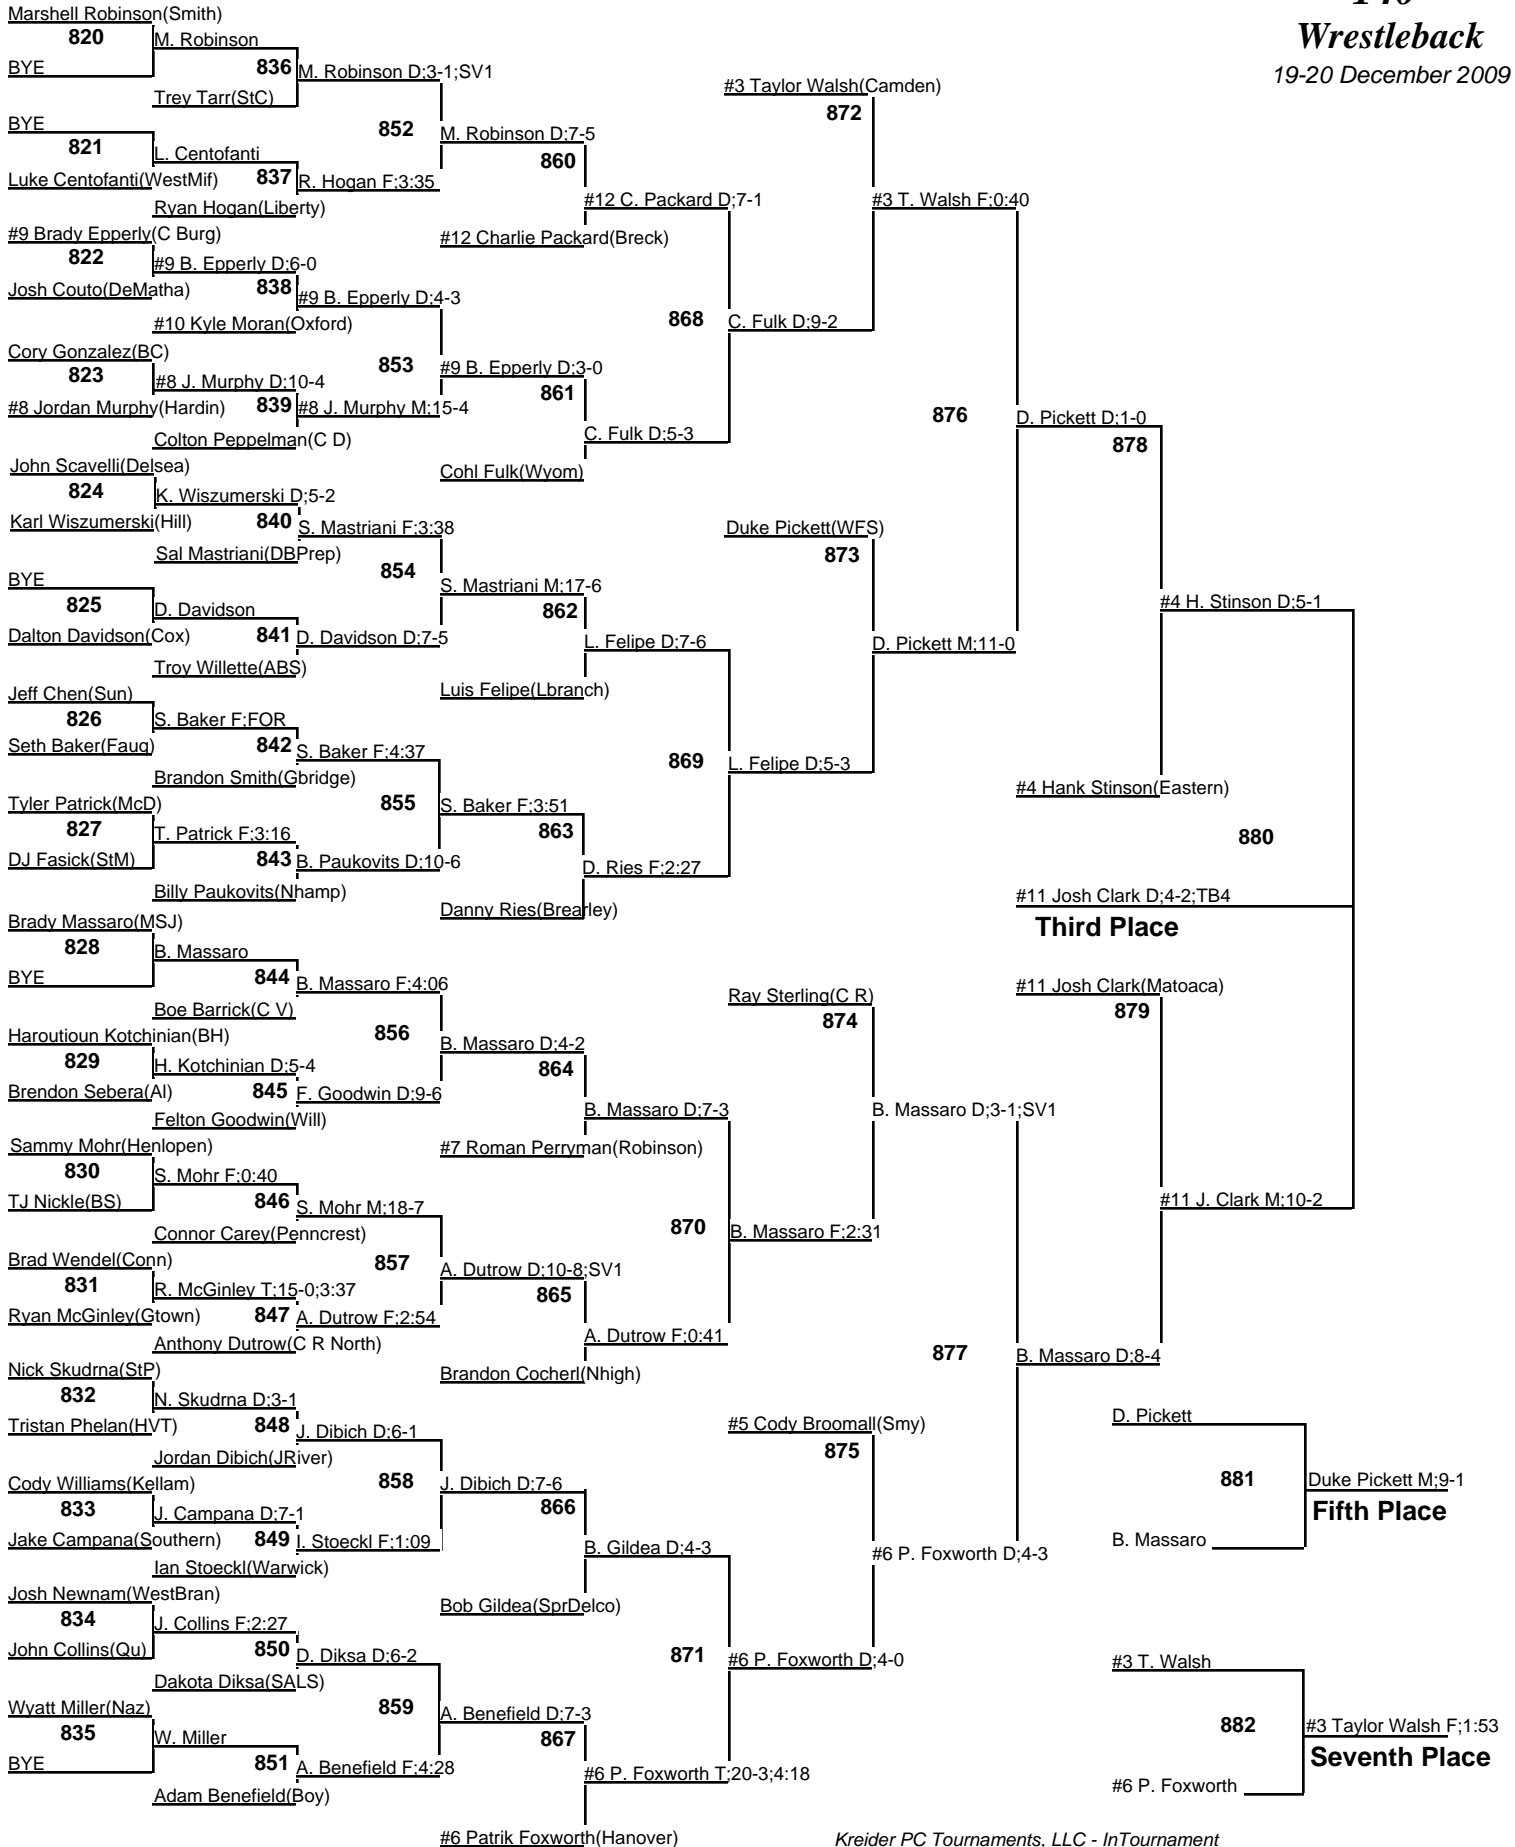 Wrestleback
19-20 December 2009
Marshell Robinson(Smith)
820
BYE
M. Robinson
836
Trey Tarr(StC)
M. Robinson D;3-1;SV1
BYE
821
Luke Centofanti(WestMif)
L. Centofanti
837
Ryan Hogan(Liberty)
R. Hogan F;3:35
852
M. Robinson D;7-5
860
#12 Charlie Packard(Breck)
#12 C. Packard D;7-1
#9 Brady Epperly(C Burg)
822
Josh Couto(DeMatha)
#9 B. Epperly D;6-0
838
#10 Kyle Moran(Oxford)
#9 B. Epperly D;4-3
Cory Gonzalez(BC)
823
#8 Jordan Murphy(Hardin)
#8 J. Murphy D;10-4
839
Colton Peppelman(C D)
#8 J. Murphy M;15-4
853
#9 B. Epperly D;3-0
861
Cohl Fulk(Wyom)
C. Fulk D;5-3
868
C. Fulk D;9-2
#3 Taylor Walsh(Camden)
872
#3 T. Walsh F;0:40
John Scavelli(Delsea)
824
Karl Wiszumerski(Hill)
K. Wiszumerski D;5-2
840
Sal Mastriani(DBPrep)
S. Mastriani F;3:38
BYE
825
Dalton Davidson(Cox)
D. Davidson
841
Troy Willette(ABS)
D. Davidson D;7-5
854
S. Mastriani M;17-6
862
Luis Felipe(Lbranch)
L. Felipe D;7-6
Jeff Chen(Sun)
826
Seth Baker(Fauq)
S. Baker F;FOR
842
Brandon Smith(Gbridge)
S. Baker F;4:37
Tyler Patrick(McD)
827
DJ Fasick(StM)
T. Patrick F;3:16
843
Billy Paukovits(Nhamp)
B. Paukovits D;10-6
855
S. Baker F;3:51
863
Danny Ries(Brearley)
D. Ries F;2:27
869
L. Felipe D;5-3
Duke Pickett(WFS)
873
D. Pickett M;11-0
876
D. Pickett D;1-0
878
#4 Hank Stinson(Eastern)
#4 H. Stinson D;5-1
880
#11 Josh Clark D;4-2;TB4
Third Place
Brady Massaro(MSJ)
828
BYE
B. Massaro
844
Boe Barrick(C V)
B. Massaro F;4:06
Haroutioun Kotchinian(BH)
829
Brendon Sebera(Al)
H. Kotchinian D;5-4
845
Felton Goodwin(Will)
F. Goodwin D;9-6
856
B. Massaro D;4-2
864
#7 Roman Perryman(Robinson)
B. Massaro D;7-3
Sammy Mohr(Henlopen)
830
TJ Nickle(BS)
S. Mohr F;0:40
846
Connor Carey(Penncrest)
S. Mohr M;18-7
Brad Wendel(Conn)
831
Ryan McGinley(Gtown)
R. McGinley T;15-0;3:37
847
Anthony Dutrow(C R North)
A. Dutrow F;2:54
857
A. Dutrow D;10-8;SV1
865
Brandon Cocherl(Nhigh)
A. Dutrow F;0:41
870
B. Massaro F;2:31
Ray Sterling(C R)
874
B. Massaro D;3-1;SV1
Nick Skudrna(StP)
832
Tristan Phelan(HVT)
N. Skudrna D;3-1
848
Jordan Dibich(JRiver)
J. Dibich D;6-1
Cody Williams(Kellam)
833
Jake Campana(Southern)
J. Campana D;7-1
849
Ian Stoeckl(Warwick)
I. Stoeckl F;1:09
858
J. Dibich D;7-6
866
Bob Gildea(SprDelco)
B. Gildea D;4-3
Josh Newnam(WestBran)
834
John Collins(Qu)
J. Collins F;2:27
850
Dakota Diksa(SALS)
D. Diksa D;6-2
Wyatt Miller(Naz)
835
BYE
W. Miller
851
Adam Benefield(Boy)
A. Benefield F;4:28
859
A. Benefield D;7-3
867
#6 Patrik Foxworth(Hanover)
#6 P. Foxworth T;20-3;4:18
871
#6 P. Foxworth D;4-0
#5 Cody Broomall(Smy)
875
#6 P. Foxworth D;4-3
877
B. Massaro D;8-4
#11 Josh Clark(Matoaca)
879
#11 J. Clark M;10-2
D. Pickett
881
B. Massaro
Duke Pickett M;9-1
Fifth Place
#3 T. Walsh
882
#6 P. Foxworth
#3 Taylor Walsh F;1:53
Seventh Place
Kreider PC Tournaments, LLC - InTournament